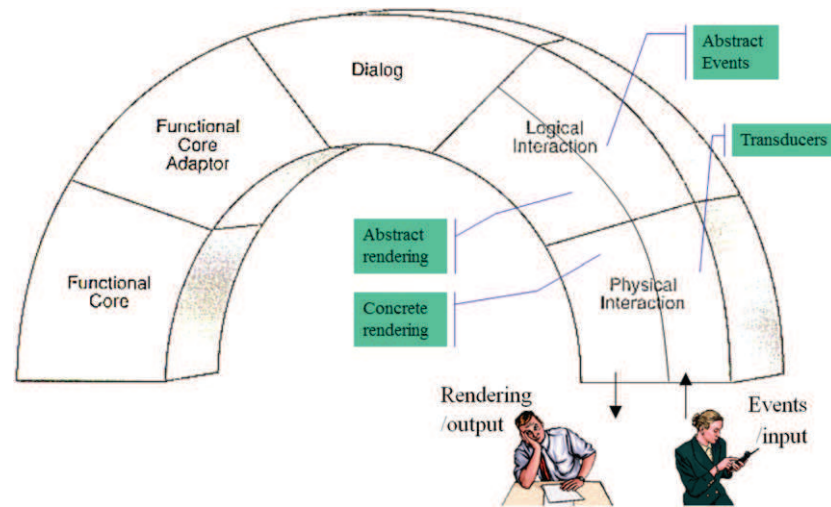 Dialog
Abstract
Events
Functional
Core
Adaptor
Logical
Interaction
Transducers
Abstract
rendering
Functional
Core
Physical
Interaction
Concrete
rendering
Rendering
/output
Events
/input